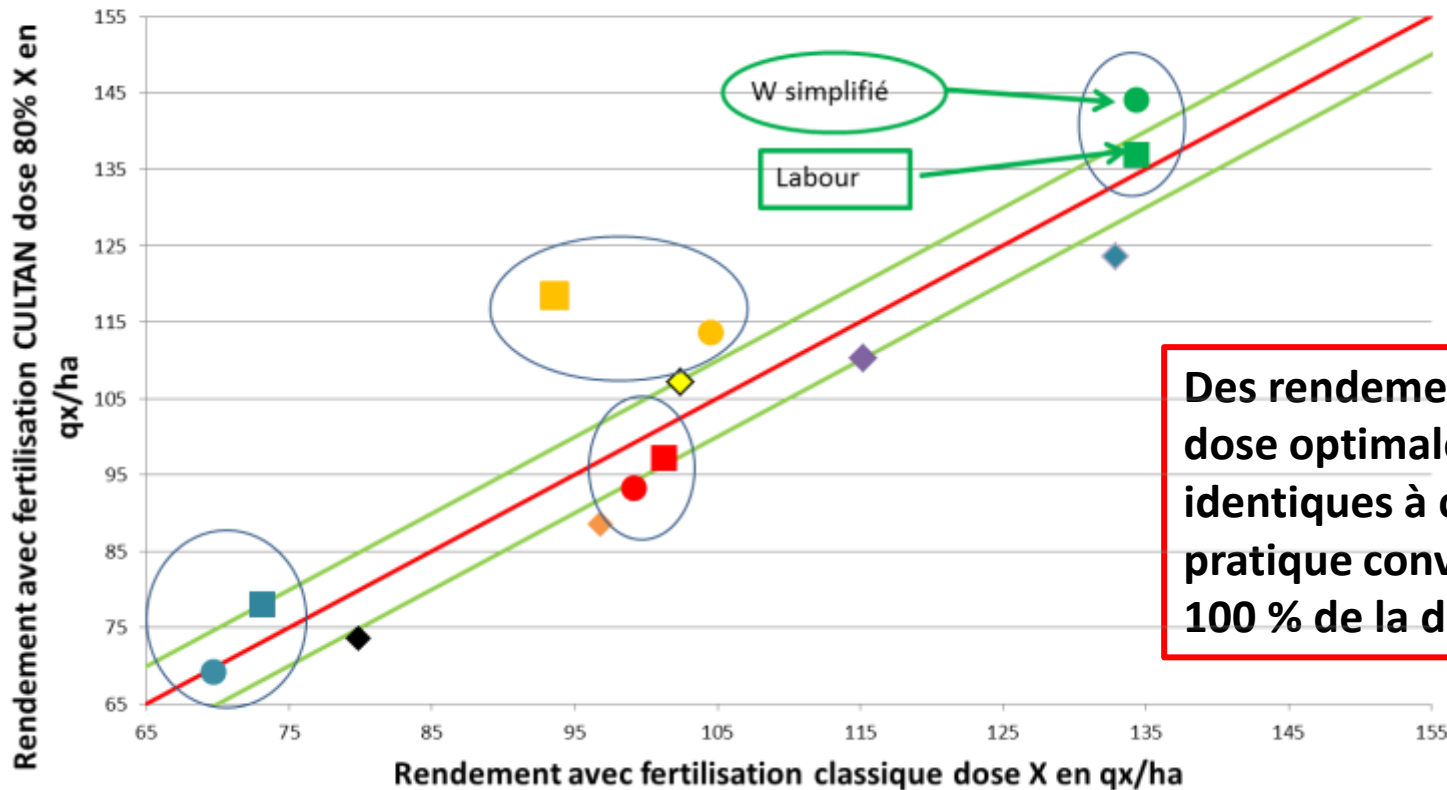 Rendement avec fertilisation CULTAN dose 80% X en
qx/ha
155
145
135
125
115
105
95
85
75
65
W simplifié
Labour
Des rendeme
dose optimale
identiques à
pratique conv
100 % de la d
65
75
85
95
105
115
125
135
145
155
Rendement avec fertilisation classique dose X en qx/ha